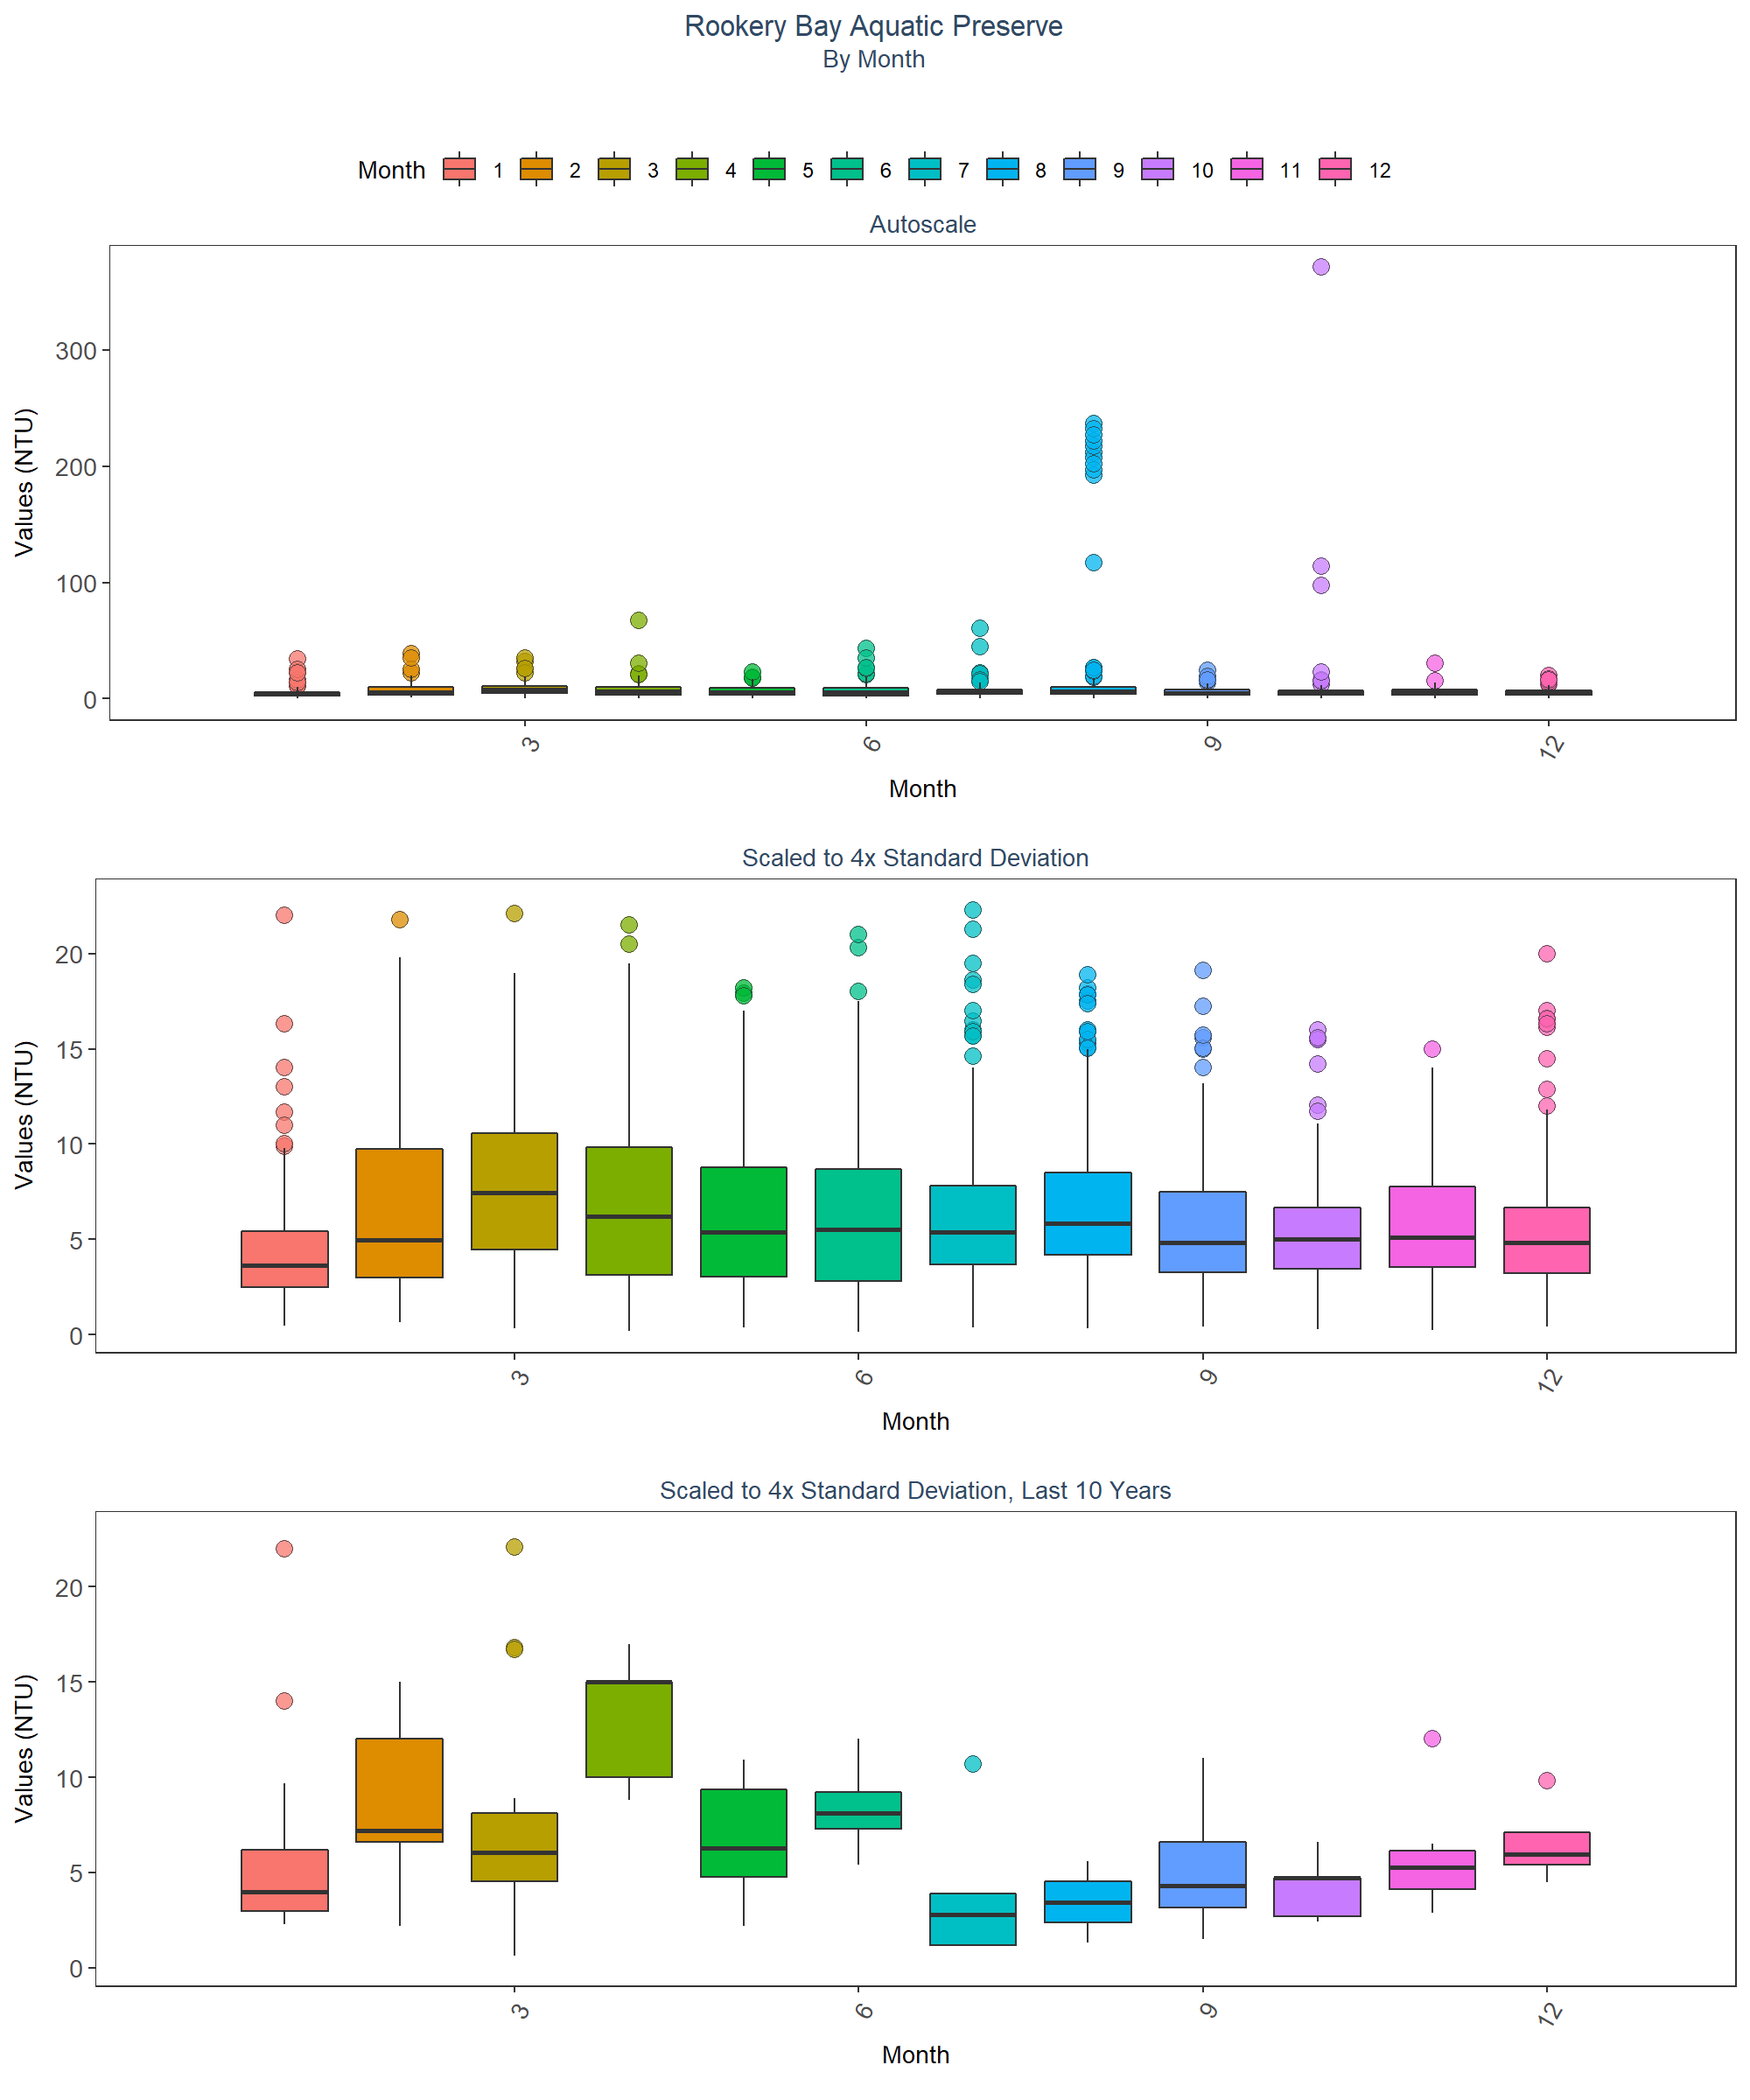 Rookery Bay Aquatic Preserve
By Month
Month 1 2 3 4 5 6 7 8 9 10 11 12
Autoscale
Values (NTU)
300
200
100
0
3 6 9 12
Month
Scaled to 4x Standard Deviation
Values (NTU)
20
15
10
5
0
3 6 9 12
Month
Scaled to 4x Standard Deviation, Last 10 Years
Values (NTU)
20
15
10
5
0
3 6 9 12
Month